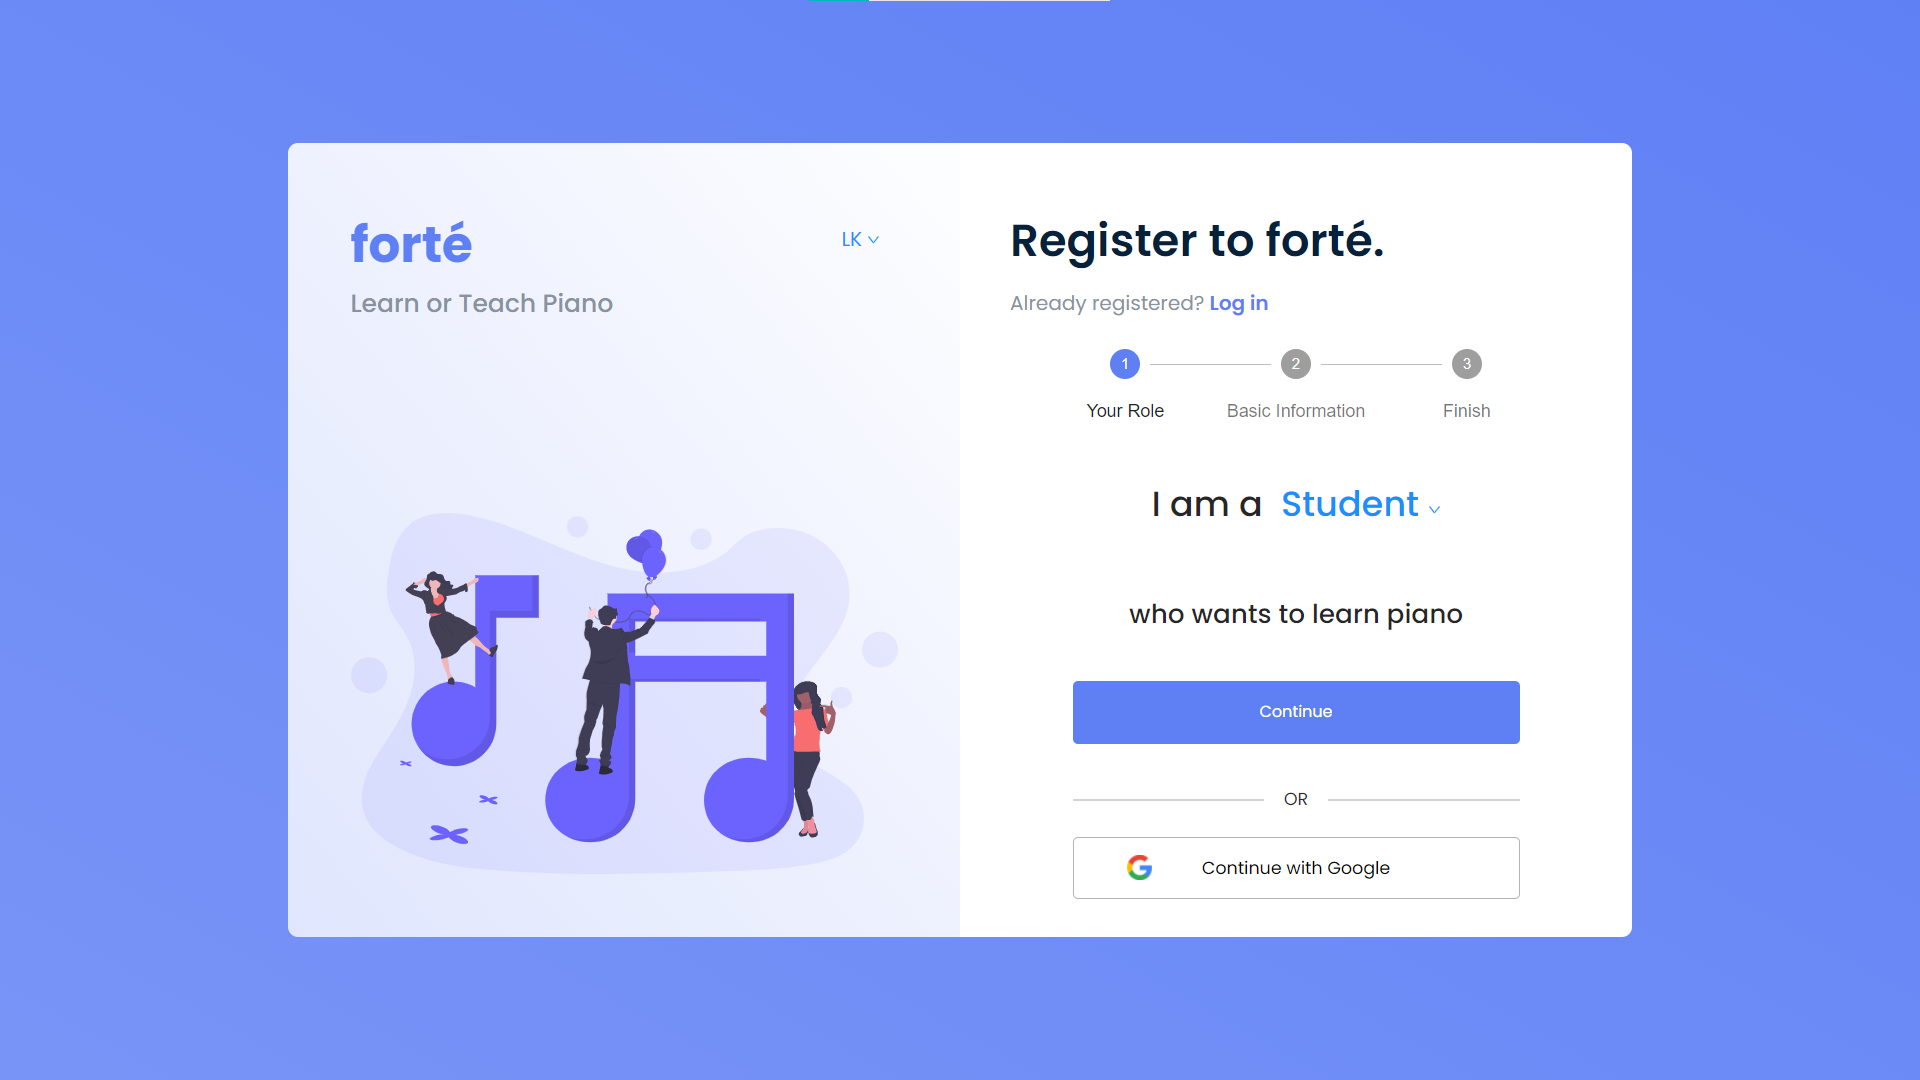 forté
LK
Learn or Teach Piano
Register to forté.
Already registered? Log in
1
2
3
Your Role
Basic Information
Finish
I am a Student
who wants to learn piano
Continue
OR
Continue with Google